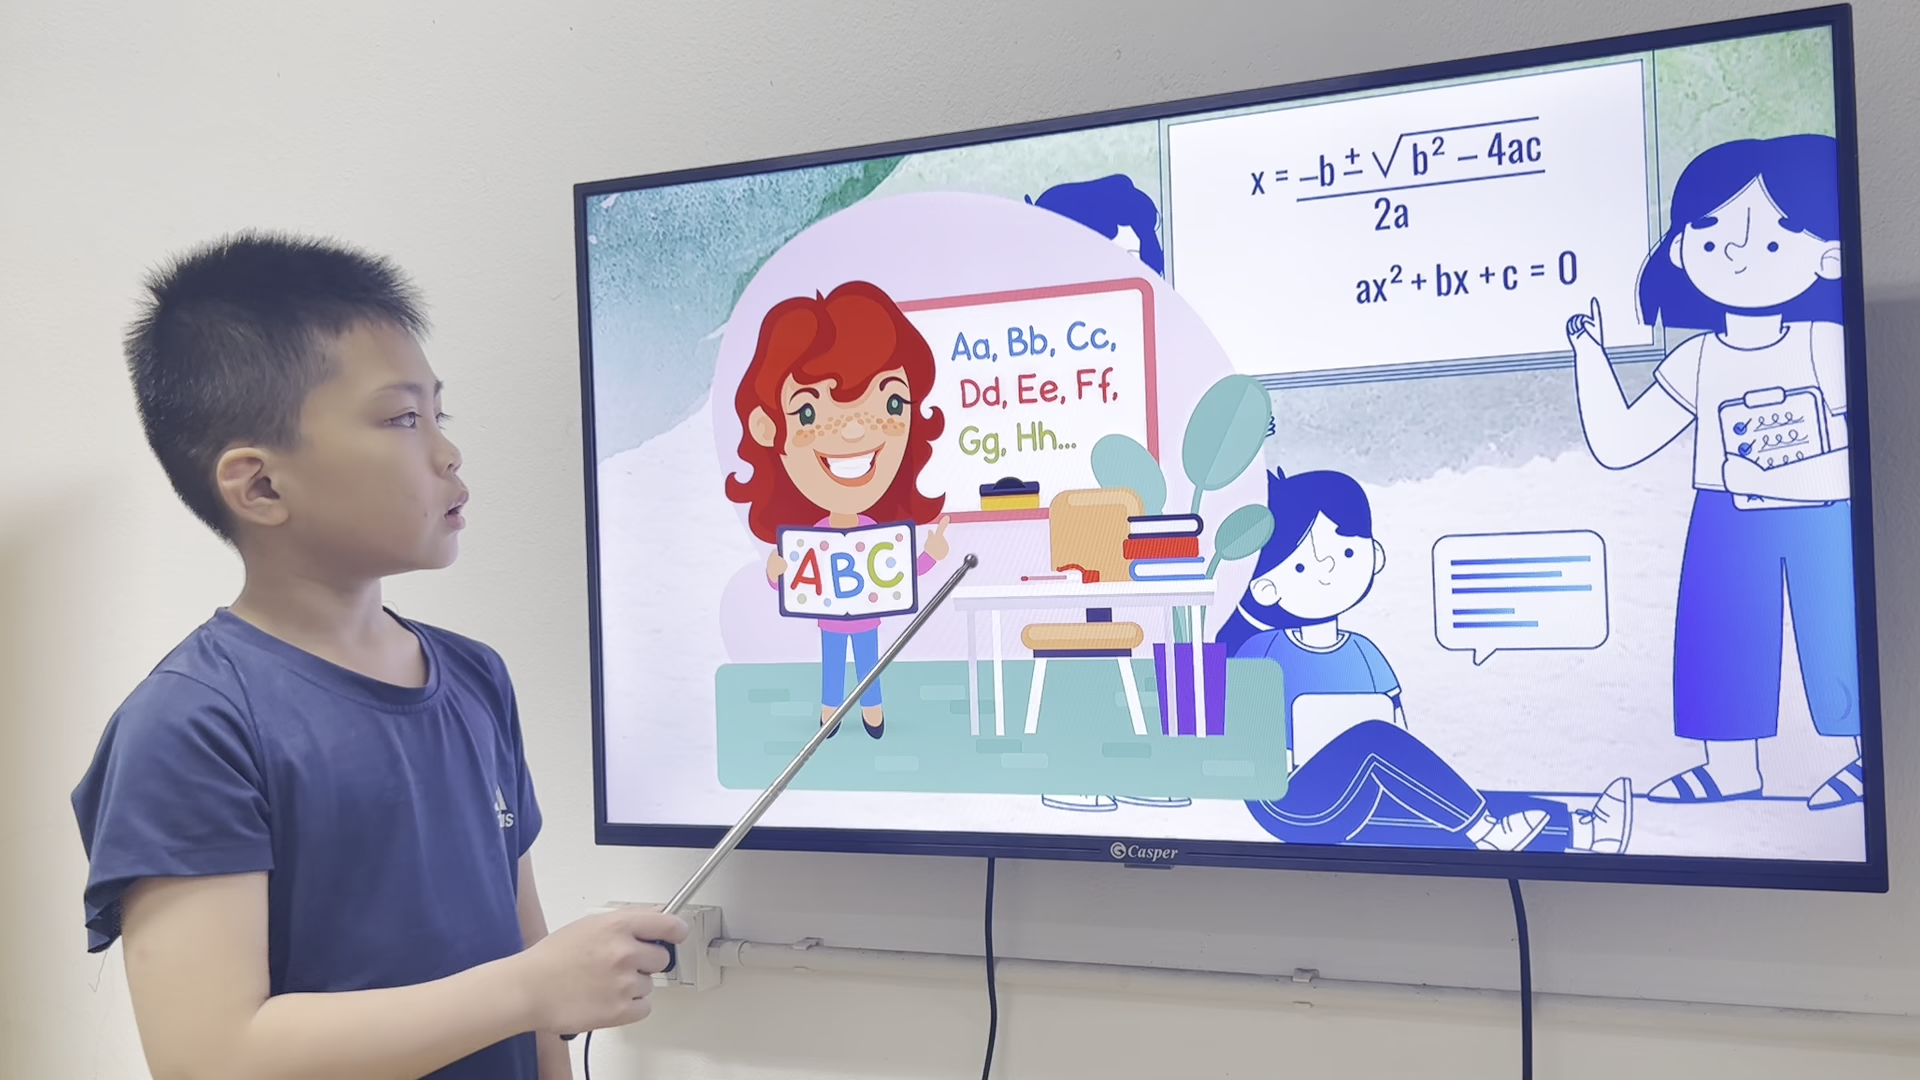 x = -b ± √b² - 4ac
2a
ax² + bx + c = 0
Aa, Bb, Cc,
Dd, Ee, Ff,
Gg, Hh...
ABC
Casper